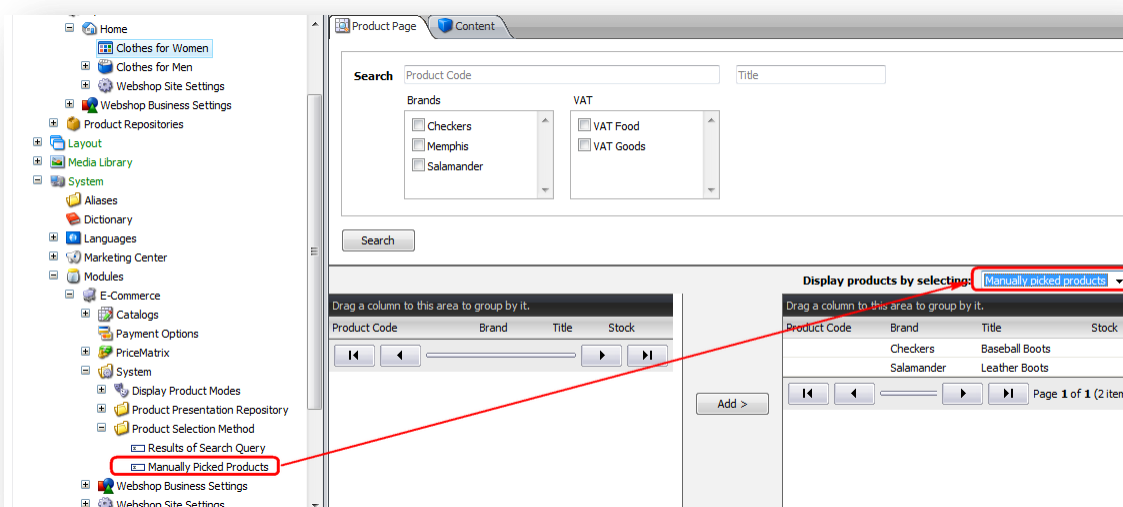 Home
Clothes for Women
Clothes for Men
Webshop Site Settings
Webshop Business Settings
Product Repositories
Layout
Media Library
System
Aliases
Dictionary
Languages
Marketing Center
Modules
E-Commerce
Catalogs
Payment Options
PriceMatrix
System
Display Product Modes
Product Presentation Repository
Product Selection Method
Results of Search Query
Manually Picked Products
Webshop Business Settings
Webshop Site Settings
Product Page Content
Search Product Code Title
Brands VAT
Checkers VAT Food
Memphis VAT Goods
Salamander
Search
Display products by selecting: Manually picked products
Drag a column to this area to group by it.
Product Code Brand Title Stock
Add >
Drag a column to this area to group by it.
Product Code Brand Title Stock
Checkers Baseball Boots
Salamander Leather Boots
Page 1 of 1 (2 item